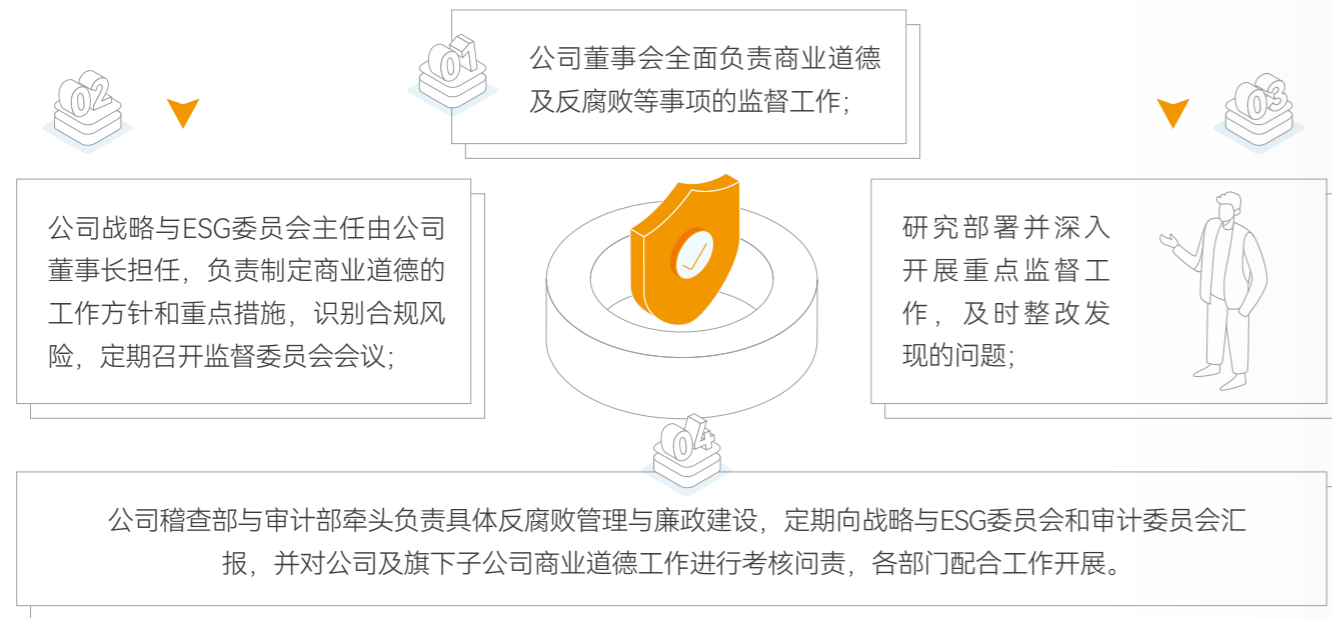 01
公司董事会全面负责商业道德
及反腐败等事项的监督工作；
02
公司战略与ESG委员会主任由公司
董事长担任，负责制定商业道德的
工作方针和重点措施，识别合规风
险，定期召开监督委员会会议；
03
研究部署并深入
开展重点监督工
作，及时整改发
现的问题；
04
公司稽查部与审计部牵头负责具体反腐败管理与廉政建设，定期向战略与ESG委员会和审计委员会汇
报，并对公司及旗下子公司商业道德工作进行考核问责，各部门配合工作开展。